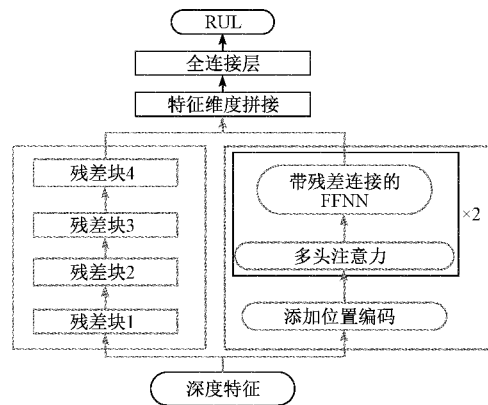 RUL
全连接层
特征维度拼接
残差块4
残差块3
残差块2
残差块1
带残差连接的
FFNN
×2
多头注意力
添加位置编码
深度特征